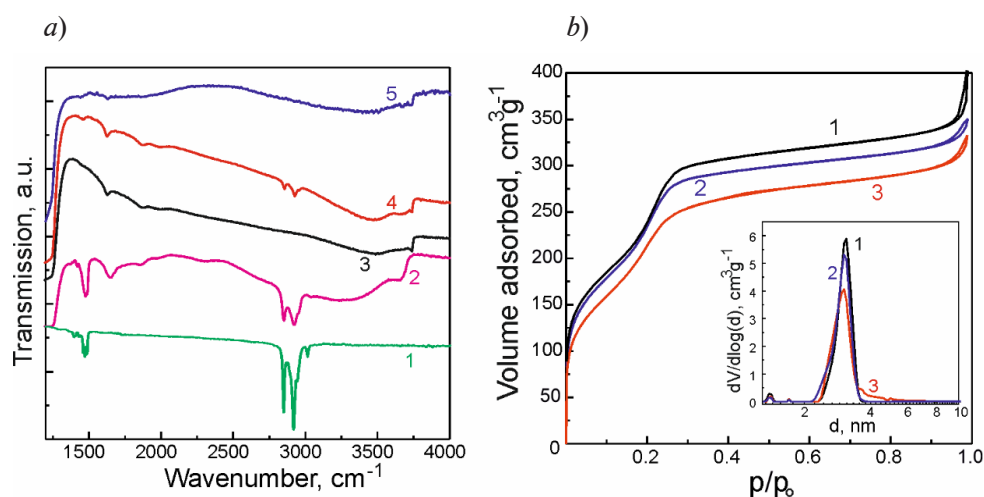 a)
b)
Transmission, a.u.
5
4
3
2
1
1500 2000 2500 3000 3500 4000
Wavenumber, cm⁻¹
Volume adsorbed, cm³g⁻¹
400
350
300
250
200
150
100
50
0
1
2
3
0.2 0.4 0.6 0.8 1.0
p/p₀
dV/dlog(d), cm³g⁻¹
6
5
4
3
2
1
0
1
2
3
2 4 6 8 10
d, nm